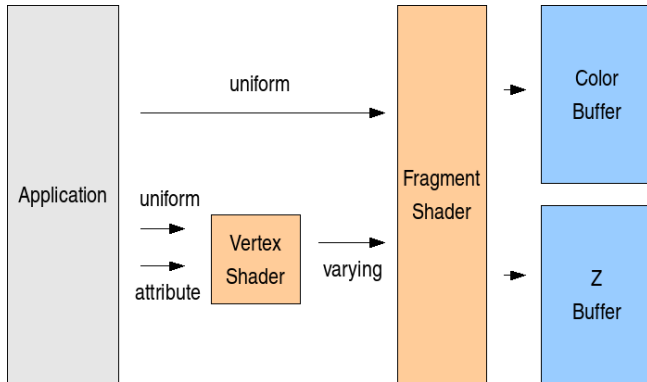 uniform
Color
Buffer
Application
uniform
Fragment
Shader
Vertex
Shader
attribute
varying
Z
Buffer